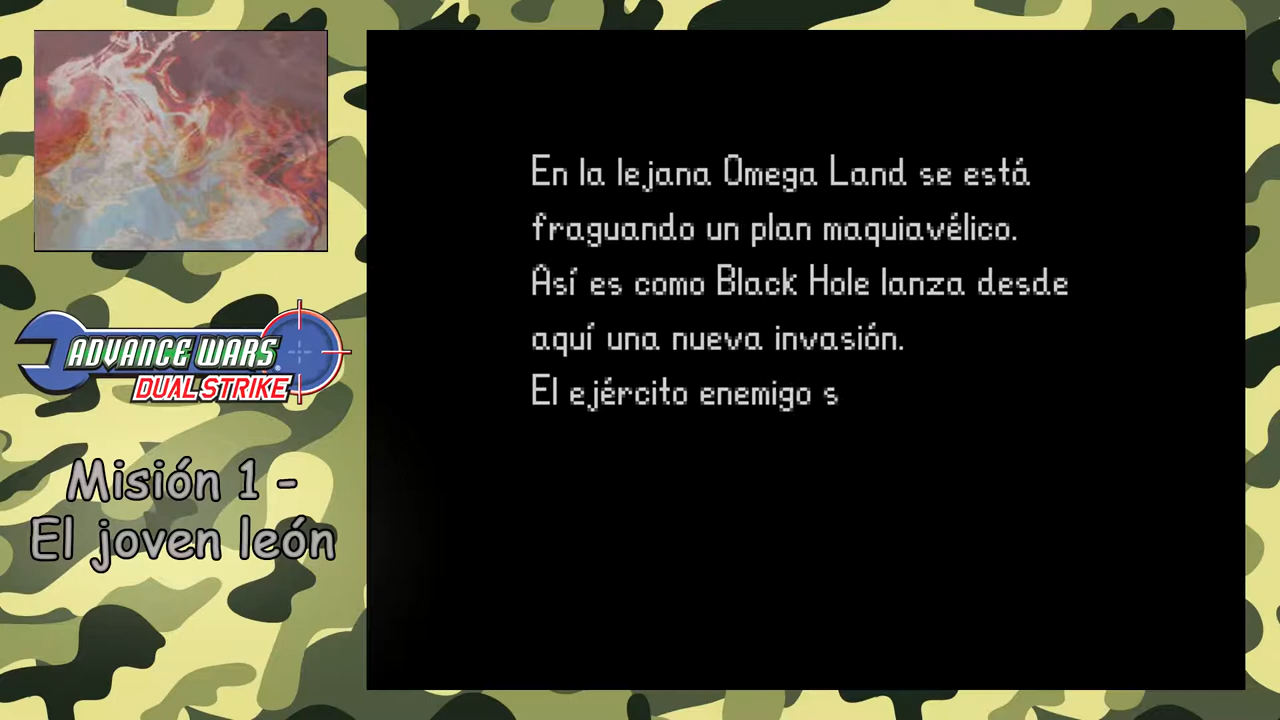 En la lejana Omega Land se está
fraguando un plan maquiavélico.
Así es como Black Hole lanza desde
aquí una nueva invasión.
El ejército enemigo s
ADVANCE WARS
DUAL STRIKE
Misión 1 -
El joven león